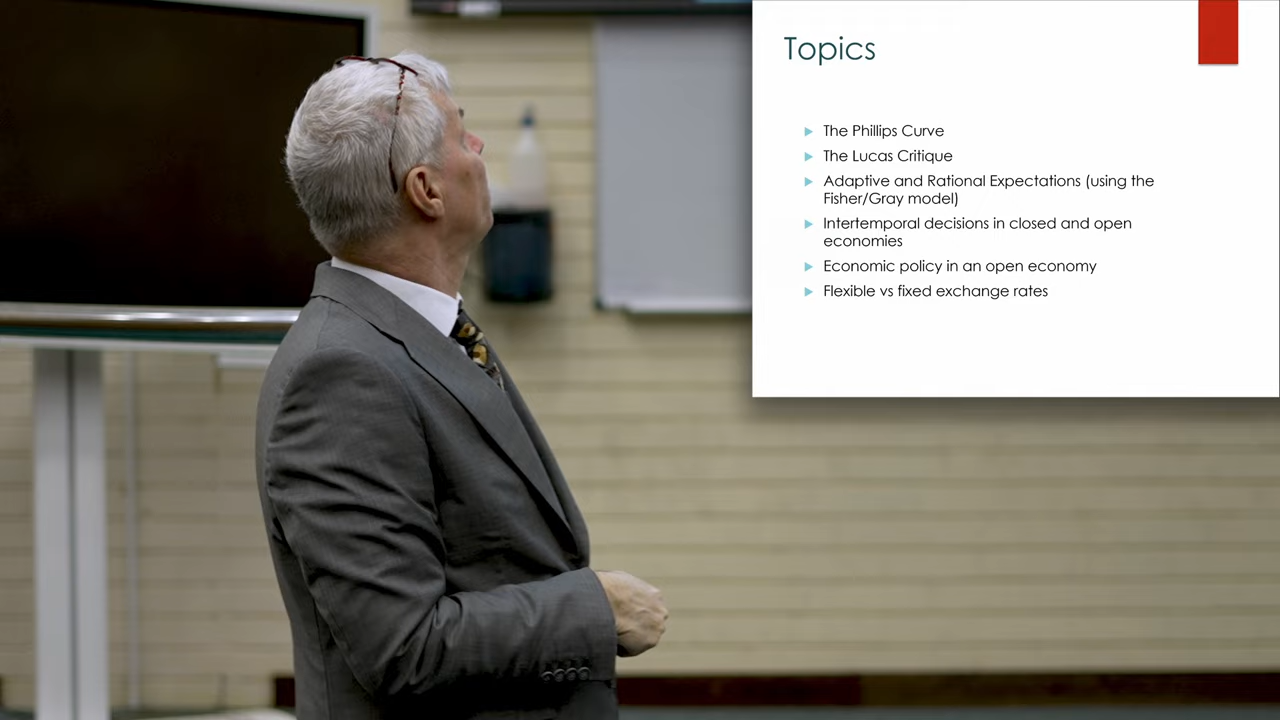 Topics
The Phillips Curve
The Lucas Critique
Adaptive and Rational Expectations (using the
Fisher/Gray model)
Intertemporal decisions in closed and open
economies
Economic policy in an open economy
Flexible vs fixed exchange rates